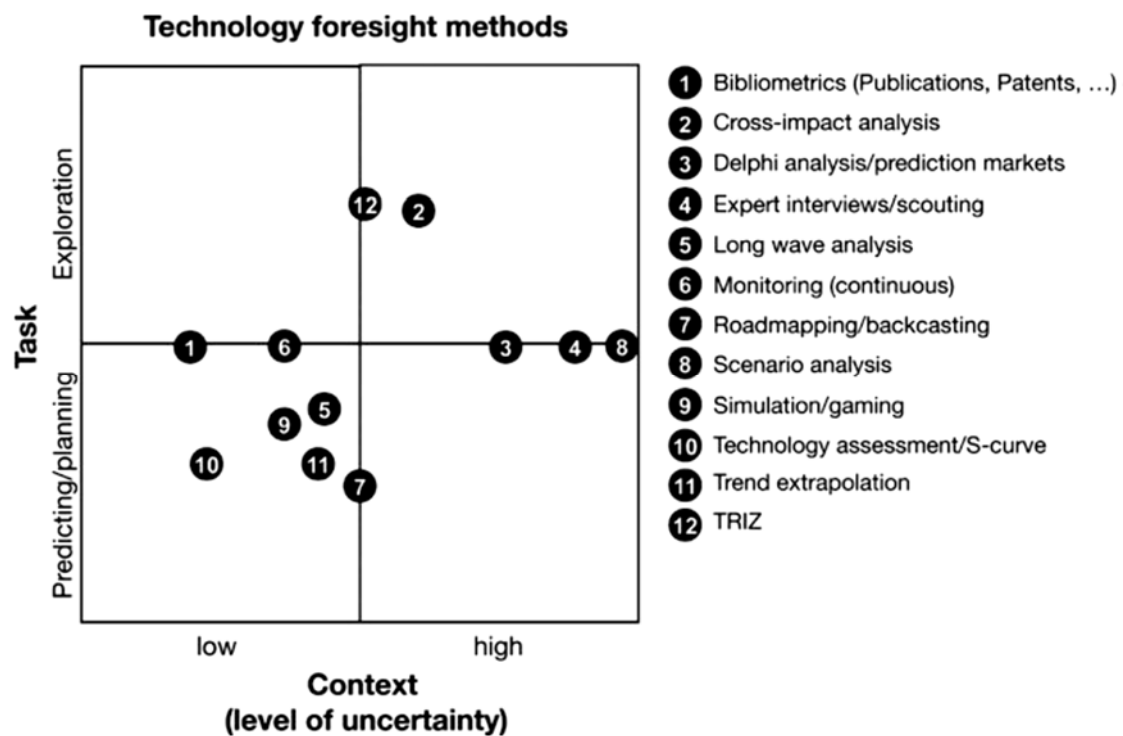 Technology foresight methods
Task
Exploration
Predicting/planning
12
2
1
6
3
4
8
5
9
10
11
7
low
high
Context
(level of uncertainty)
1 Bibliometrics (Publications, Patents, ...)
2 Cross-impact analysis
3 Delphi analysis/prediction markets
4 Expert interviews/scouting
5 Long wave analysis
6 Monitoring (continuous)
7 Roadmapping/backcasting
8 Scenario analysis
9 Simulation/gaming
10 Technology assessment/S-curve
11 Trend extrapolation
12 TRIZ